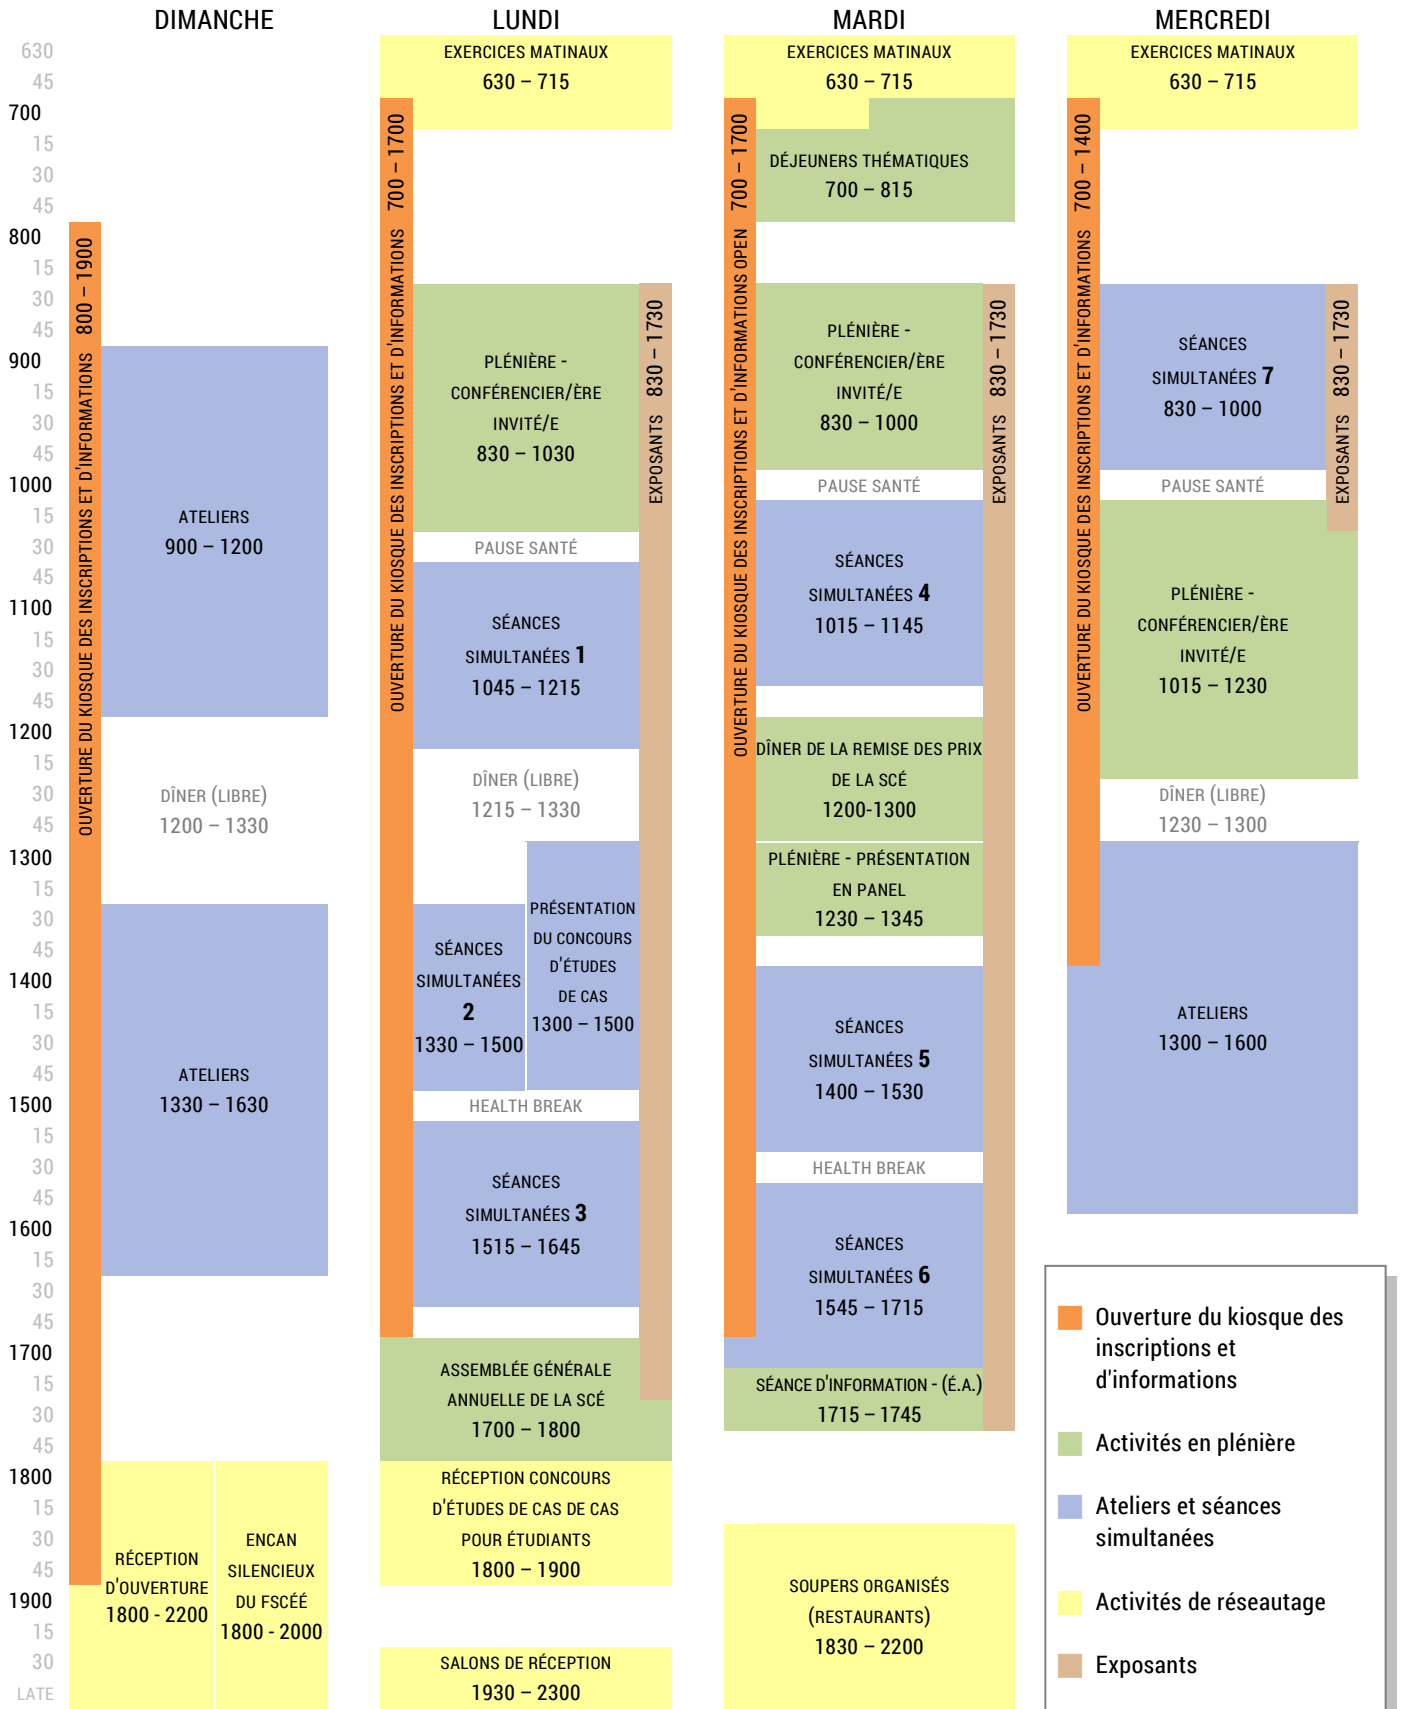 DIMANCHE
LUNDI
MARDI
MERCREDI
630
45
700
15
30
45
800
15
30
45
900
15
30
45
1000
15
30
45
1100
15
30
45
1200
15
30
45
1300
15
30
45
1400
15
30
45
1500
15
30
45
1600
15
30
45
1700
15
30
45
1800
15
30
45
1900
15
30
LATE
OUVERTURE DU KIOSQUE DES INSCRIPTIONS ET D'INFORMATIONS 800 – 1900
ATELIERS
900 – 1200
DÎNER (LIBRE)
1200 – 1330
ATELIERS
1330 – 1630
RÉCEPTION
D'OUVERTURE
1800 - 2200
ENCAN
SILENCIEUX
DU FSCÉÉ
1800 - 2000
EXERCICES MATINAUX
630 – 715
OUVERTURE DU KIOSQUE DES INSCRIPTIONS ET D'INFORMATIONS 700 – 1700
PLÉNIÈRE -
CONFÉRENCIER/ÈRE
INVITÉ/E
830 – 1030
EXPOSANTS 830 – 1730
PAUSE SANTÉ
SÉANCES
SIMULTANÉES 1
1045 – 1215
DÎNER (LIBRE)
1215 – 1330
SÉANCES
SIMULTANÉES
2
1330 – 1500
PRÉSENTATION
DU CONCOURS
D'ÉTUDES
DE CAS
1300 – 1500
HEALTH BREAK
SÉANCES
SIMULTANÉES 3
1515 – 1645
ASSEMBLÉE GÉNÉRALE
ANNUELLE DE LA SCÉ
1700 – 1800
RÉCEPTION CONCOURS
D'ÉTUDES DE CAS DE CAS
POUR ÉTUDIANTS
1800 – 1900
SALONS DE RÉCEPTION
1930 – 2300
EXERCICES MATINAUX
630 – 715
OUVERTURE DU KIOSQUE DES INSCRIPTIONS ET D'INFORMATIONS OPEN 700 – 1700
DÉJEUNERS THÉMATIQUES
700 – 815
PLÉNIÈRE -
CONFÉRENCIER/ÈRE
INVITÉ/E
830 – 1000
EXPOSANTS 830 – 1730
PAUSE SANTÉ
SÉANCES
SIMULTANÉES 4
1015 – 1145
DÎNER DE LA REMISE DES PRIX
DE LA SCÉ
1200-1300
PLÉNIÈRE - PRÉSENTATION
EN PANEL
1230 – 1345
SÉANCES
SIMULTANÉES 5
1400 – 1530
HEALTH BREAK
SÉANCES
SIMULTANÉES 6
1545 – 1715
SÉANCE D'INFORMATION - (É.A.)
1715 – 1745
SOUPERS ORGANISÉS
(RESTAURANTS)
1830 – 2200
EXERCICES MATINAUX
630 – 715
OUVERTURE DU KIOSQUE DES INSCRIPTIONS ET D'INFORMATIONS 700 – 1400
SÉANCES
SIMULTANÉES 7
830 – 1000
EXPOSANTS 830 – 1730
PAUSE SANTÉ
PLÉNIÈRE -
CONFÉRENCIER/ÈRE
INVITÉ/E
1015 – 1230
DÎNER (LIBRE)
1230 – 1300
ATELIERS
1300 – 1600
Ouverture du kiosque des
inscriptions et
d'informations
Activités en plénière
Ateliers et séances
simultanées
Activités de réseautage
Exposants